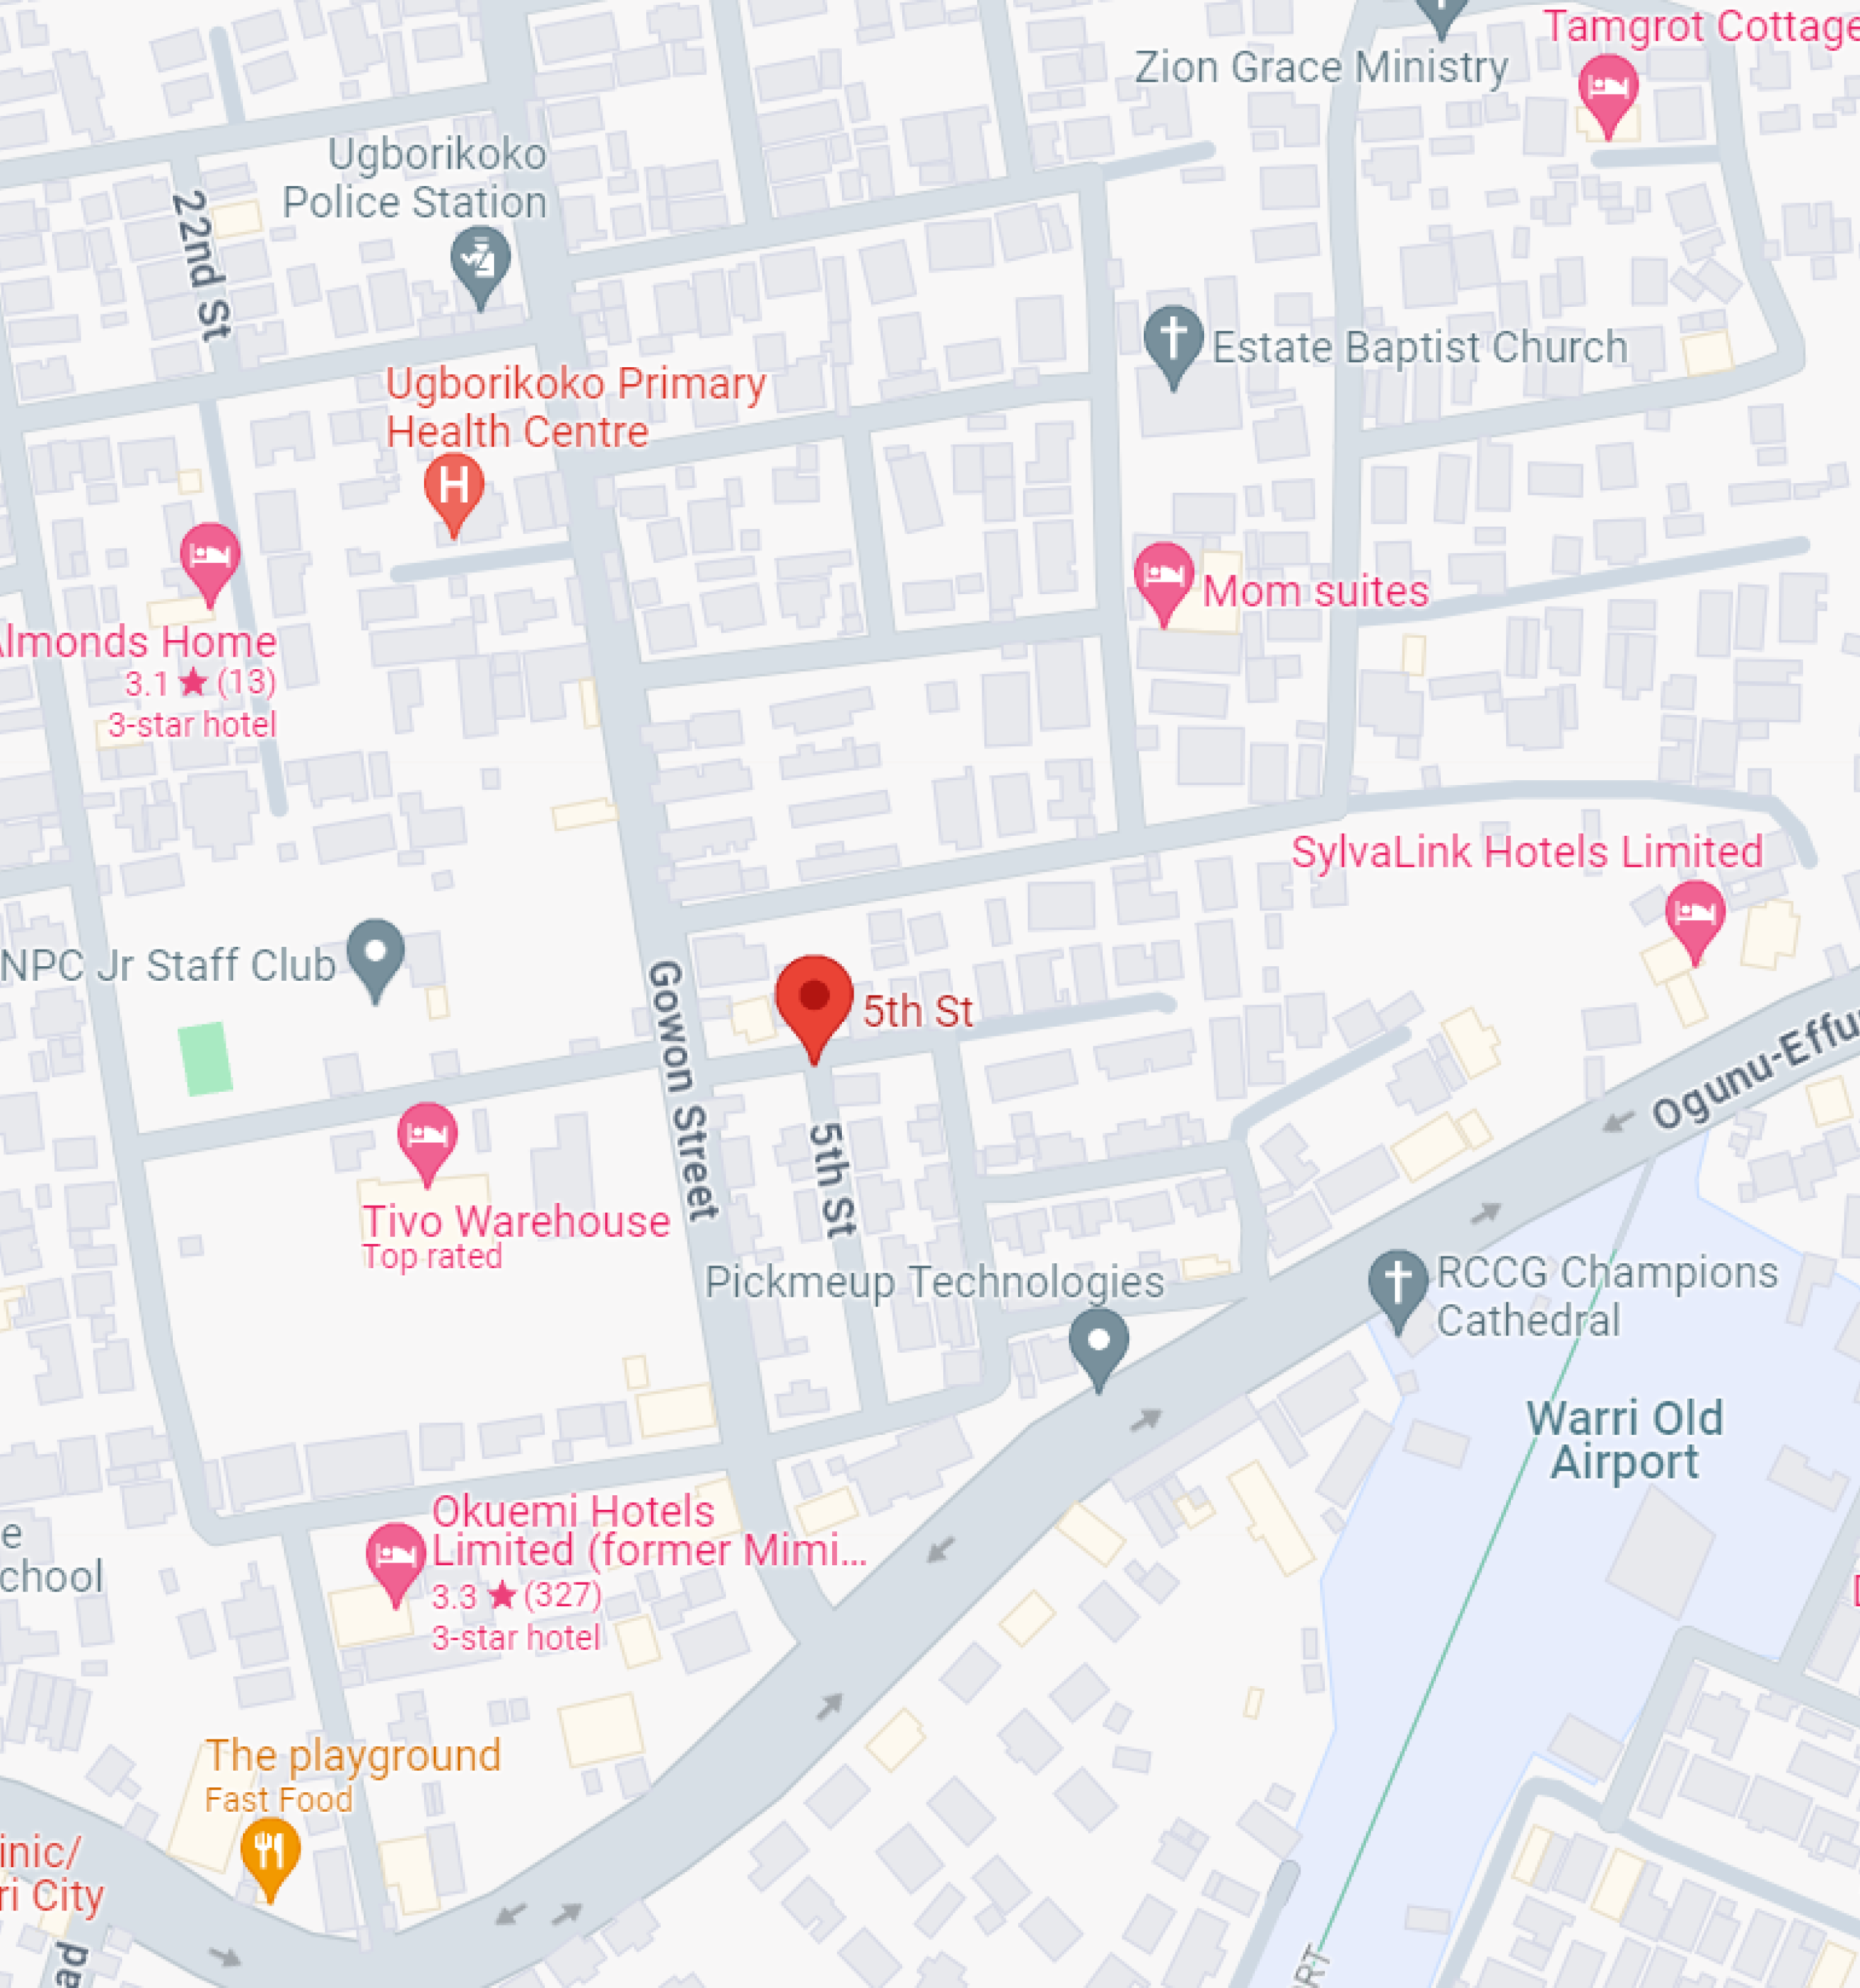 Tamgrot Cottage
Zion Grace Ministry
Ugborikoko
Police Station
22nd St
Estate Baptist Church
Ugborikoko Primary
Health Centre
Mom suites
Almonds Home
3.1 ★ (13)
3-star hotel
SylvaLink Hotels Limited
NPC Jr Staff Club
Gowon Street
5th St
Ogunu-Effu
5th St
Tivo Warehouse
Top rated
Pickmeup Technologies
RCCG Champions
Cathedral
Warri Old
Airport
Okuemi Hotels
Limited (former Mimi...
3.3 ★ (327)
3-star hotel
e
chool
The playground
Fast Food
inic/
ri City
ad
RT